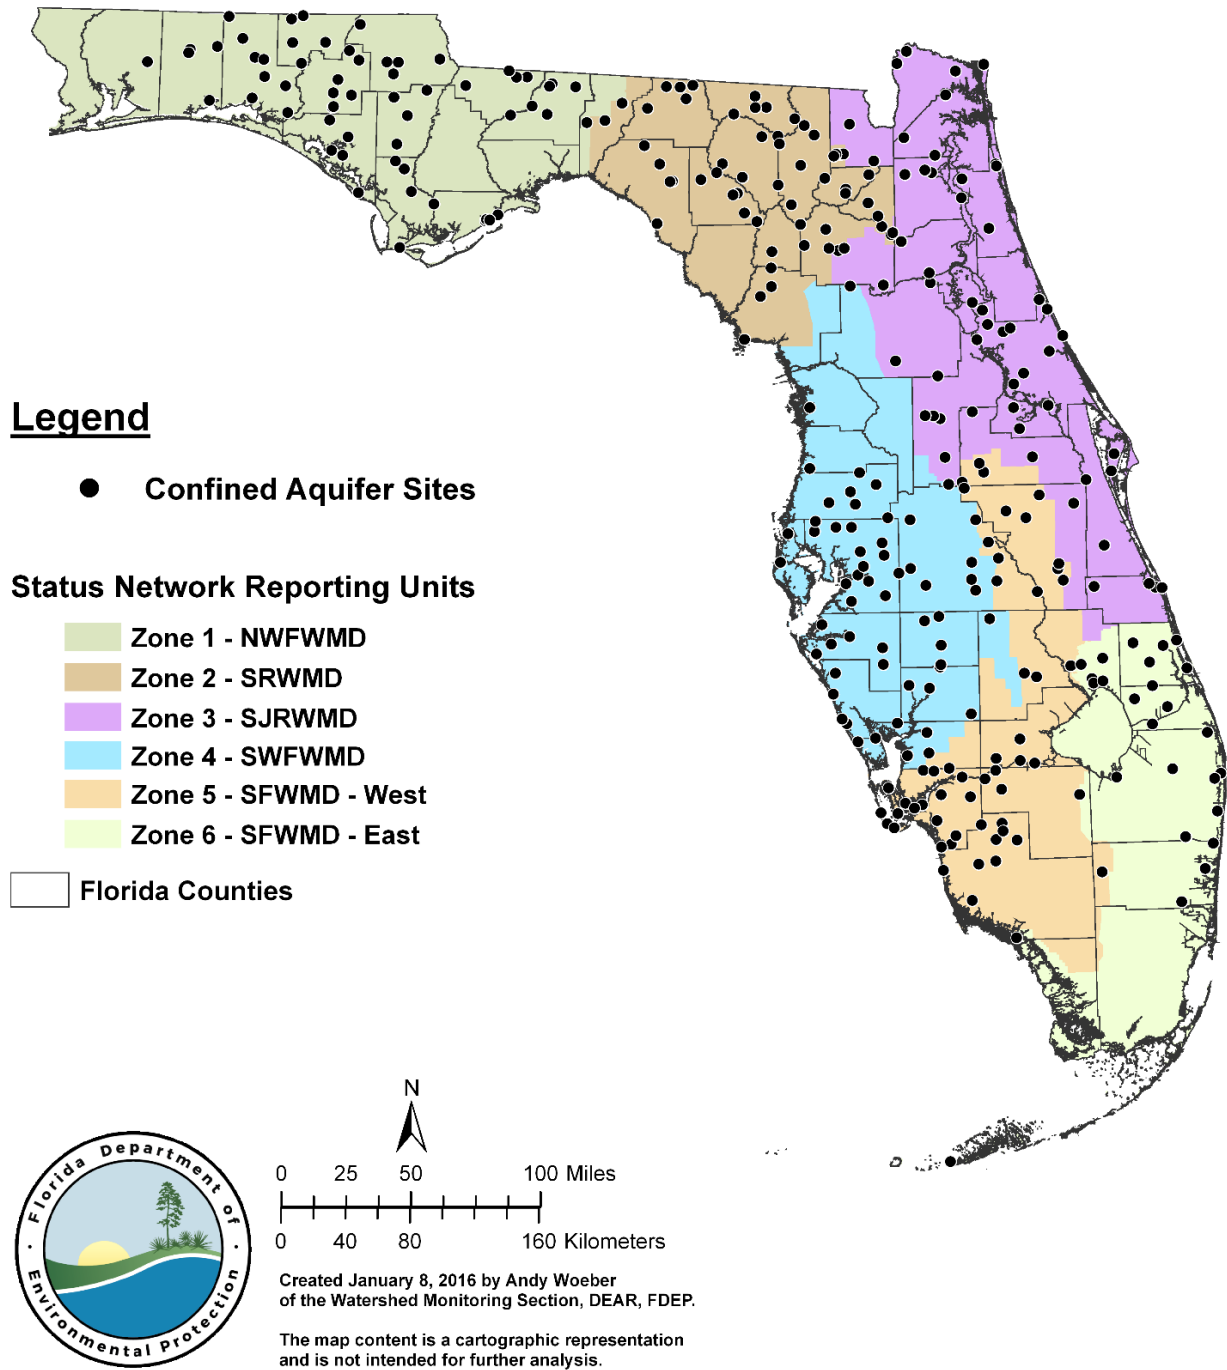 Legend
Confined Aquifer Sites
Status Network Reporting Units
Zone 1 - NWFWMD
Zone 2 - SRWMD
Zone 3 - SJRWMD
Zone 4 - SWFWMD
Zone 5 - SFWMD - West
Zone 6 - SFWMD - East
Florida Counties
N
0 25 50 100 Miles
0 40 80 160 Kilometers
Created January 8, 2016 by Andy Woeber
of the Watershed Monitoring Section, DEAR, FDEP.
The map content is a cartographic representation
and is not intended for further analysis.
Florida Department of
Environmental Protection